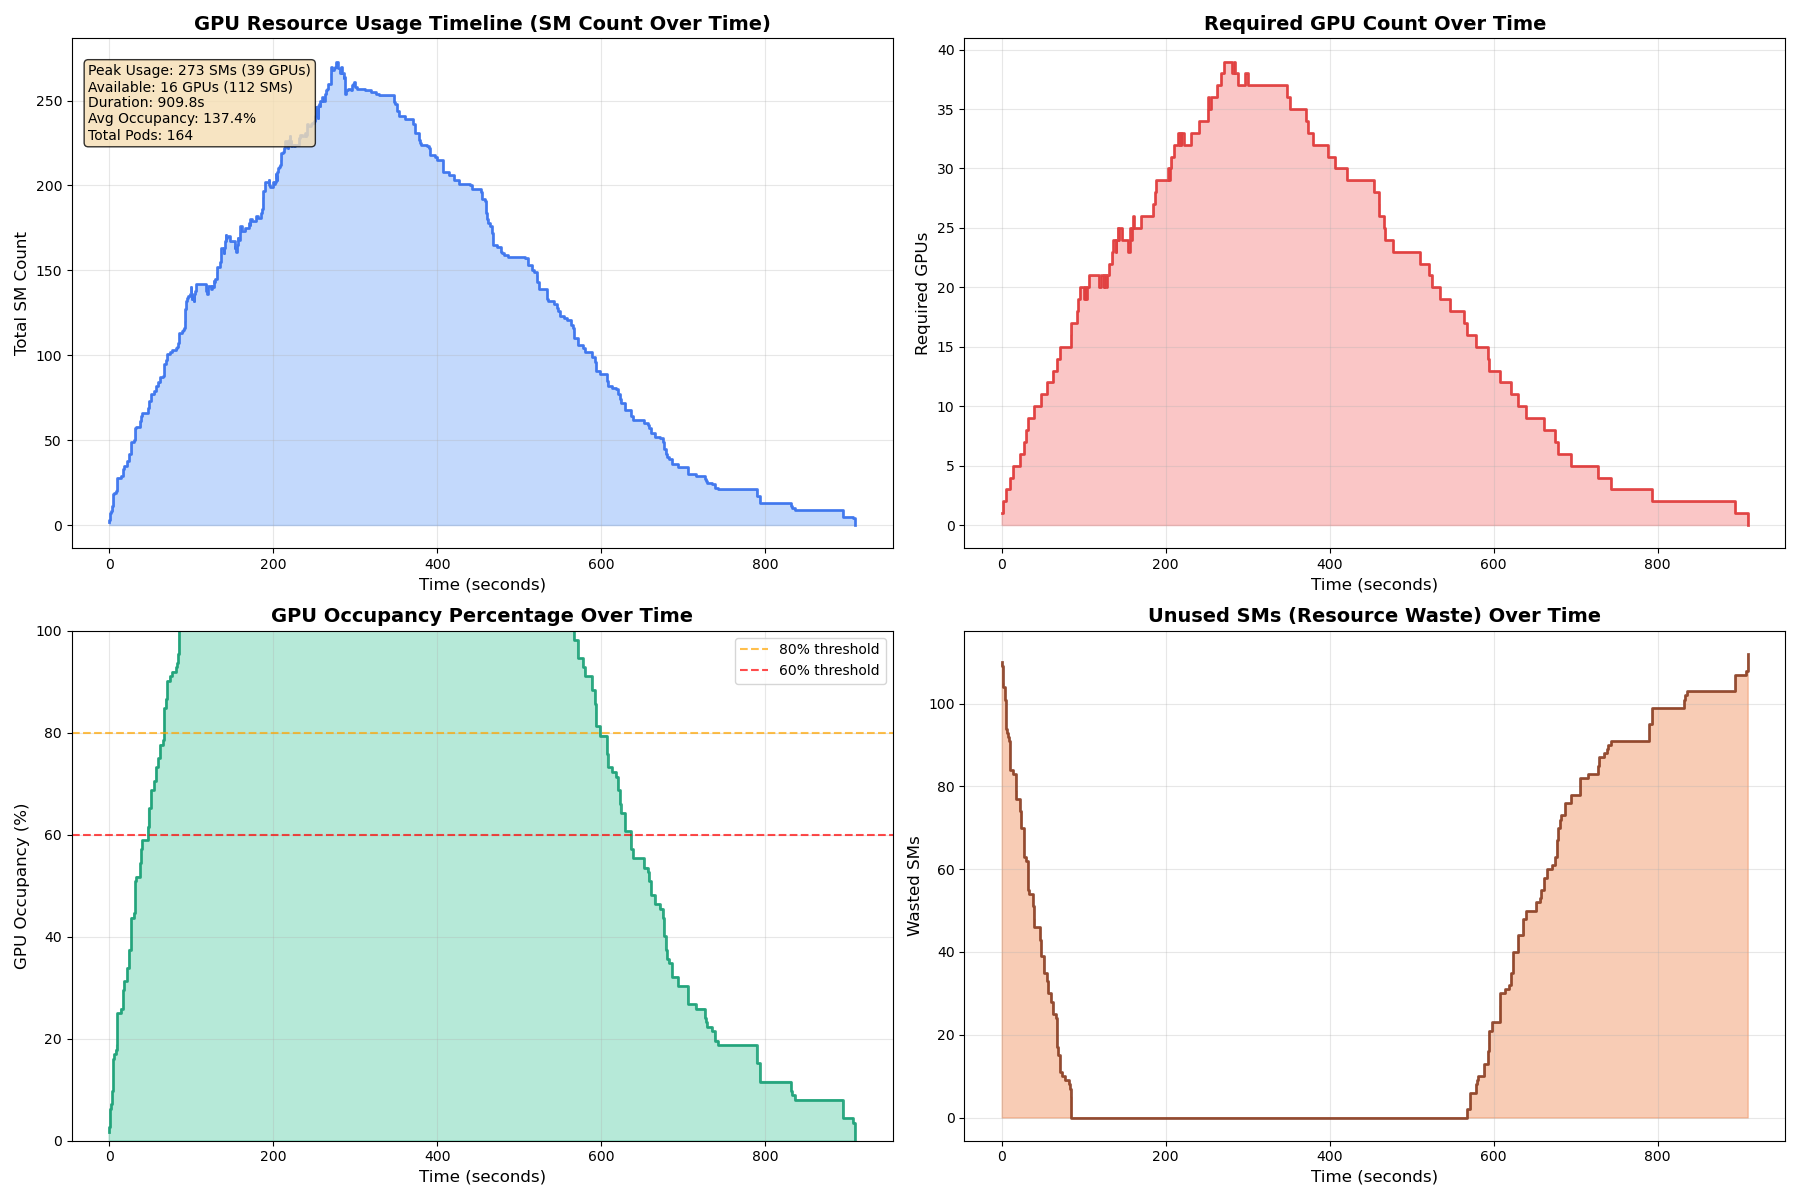 GPU Resource Usage Timeline (SM Count Over Time)
Peak Usage: 273 SMs (39 GPUs)
Available: 16 GPUs (112 SMs)
Duration: 909.8s
Avg Occupancy: 137.4%
Total Pods: 164
Total SM Count
250
200
150
100
50
0
0 200 400 600 800
Time (seconds)
Required GPU Count Over Time
Required GPUs
40
35
30
25
20
15
10
5
0
0 200 400 600 800
Time (seconds)
GPU Occupancy Percentage Over Time
80% threshold
60% threshold
GPU Occupancy (%)
100
80
60
40
20
0
0 200 400 600 800
Time (seconds)
Unused SMs (Resource Waste) Over Time
Wasted SMs
100
80
60
40
20
0
0 200 400 600 800
Time (seconds)